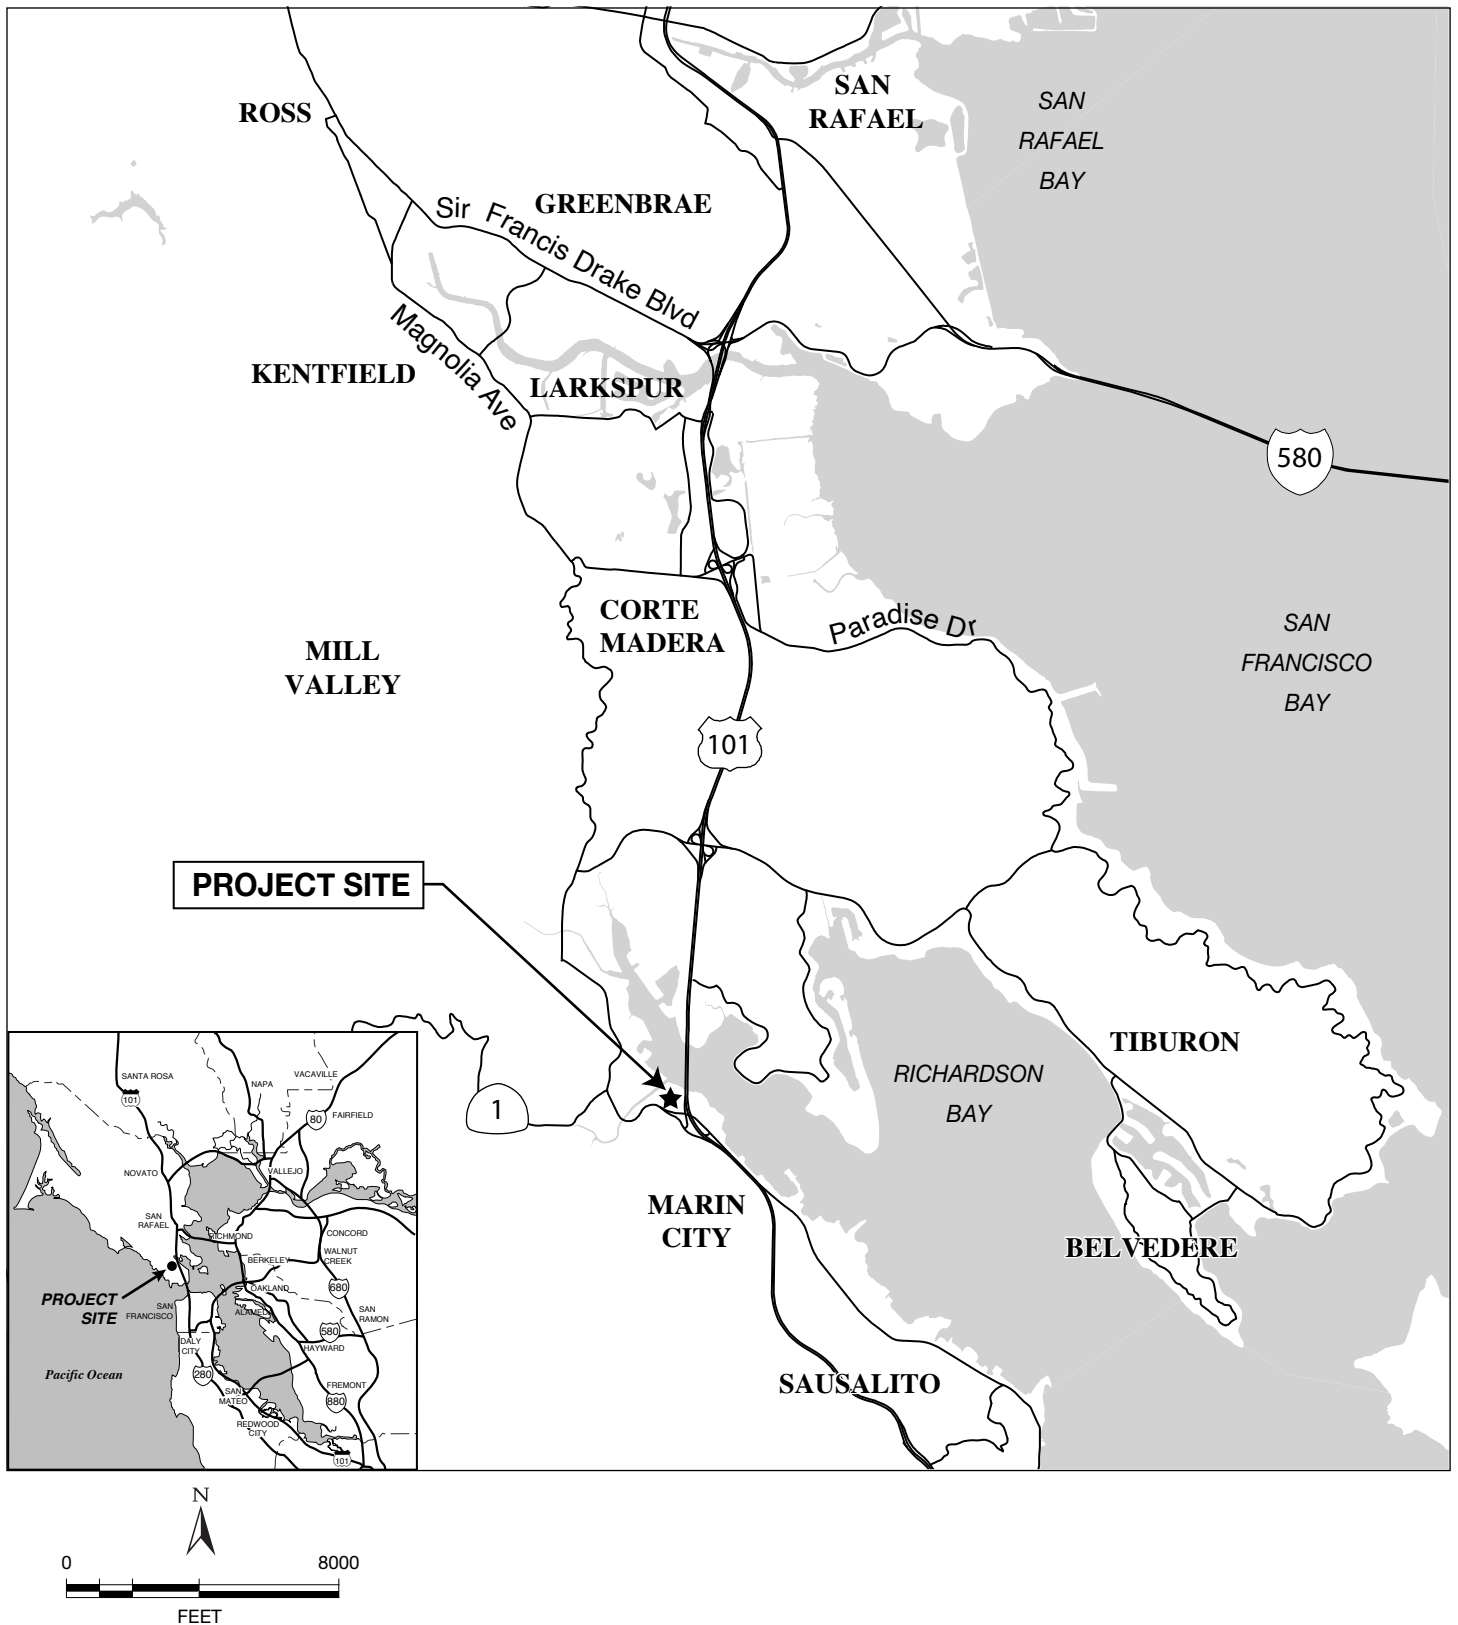 SAN
RAFAEL
SAN
RAFAEL
BAY
ROSS
GREENBRAE
Sir Francis Drake Blvd
Magnolia Ave
KENTFIELD
LARKSPUR
580
CORTE
MADERA
Paradise Dr
MILL
VALLEY
SAN
FRANCISCO
BAY
101
PROJECT SITE
TIBURON
RICHARDSON
BAY
1
MARIN
CITY
BELVEDERE
SAUSALITO
SANTA ROSA
NAPA
VACAVILLE
101
80
FAIRFIELD
NOVATO
VALLEJO
SAN
RAFAEL
RICHMOND
CONCORD
WALNUT
CREEK
BERKELEY
OAKLAND
680
PROJECT
SITE
SAN
FRANCISCO
ALAMEDA
SAN
RAMON
580
DALY
CITY
HAYWARD
Pacific Ocean
280
SAN
MATEO
FREMONT
880
REDWOOD
CITY
101
N
0
8000
FEET